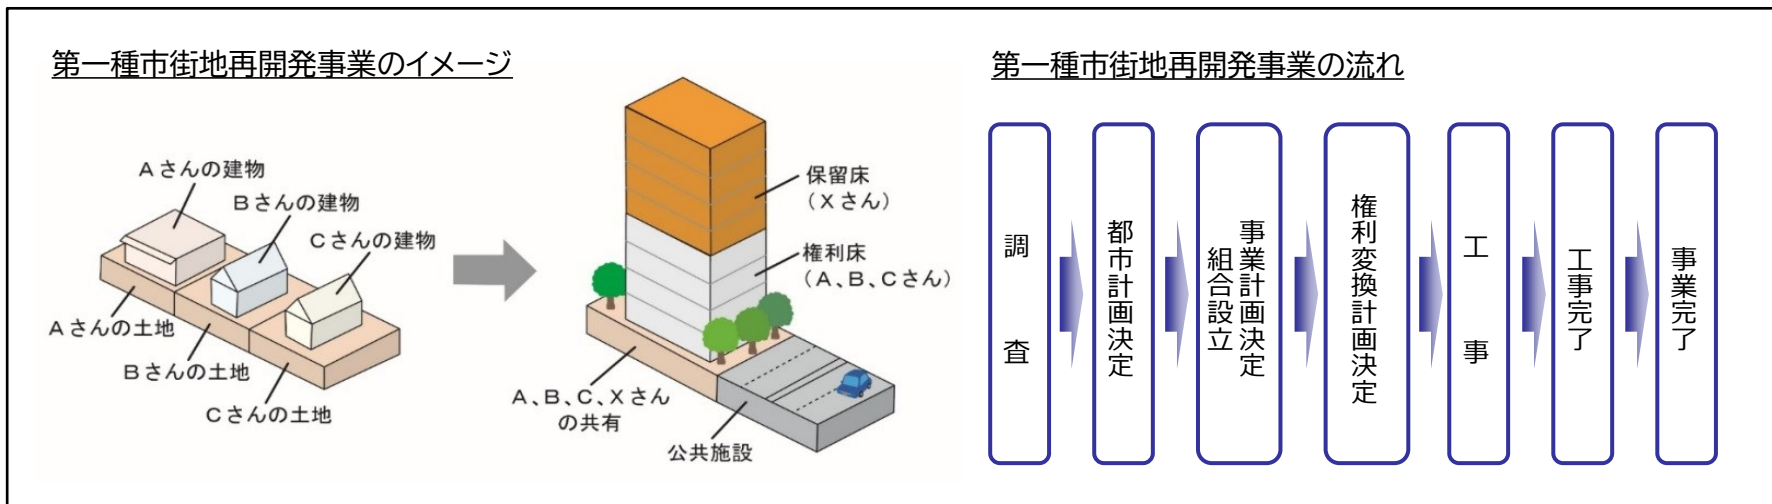 第一種市街地再開発事業のイメージ
Aさんの建物
Bさんの建物
Cさんの建物
Aさんの土地
Bさんの土地
Cさんの土地
保留床
(Xさん)
権利床
(A、B、Cさん)
A、B、C、Xさん
の共有
公共施設
第一種市街地再開発事業の流れ
調査
都市計画決定
事業計画決定
組合設立
権利変換計画決定
工事
工事完了
事業完了